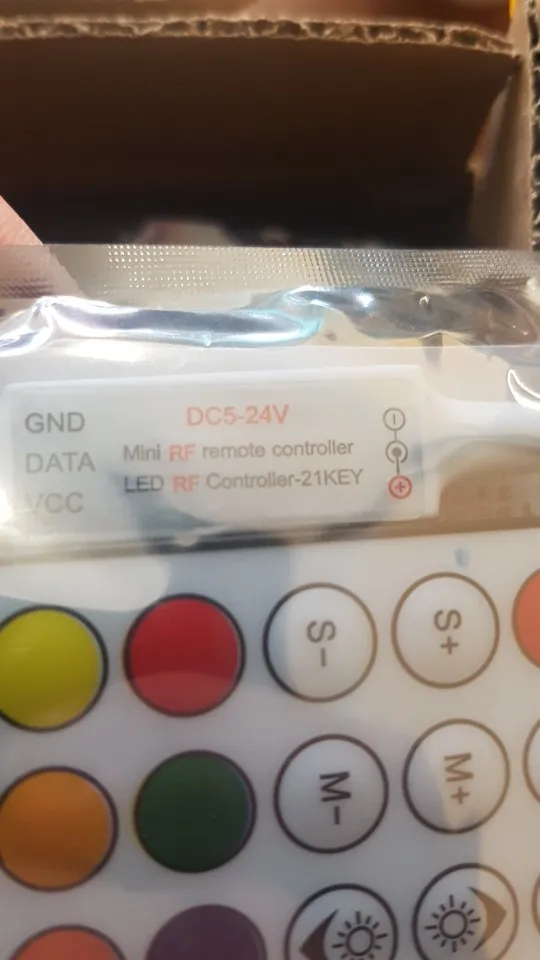 GND
DATA
VCC
DC5-24V
Mini RF remote controller
LED RF Controller-21KEY
S-
S+
M-
M+